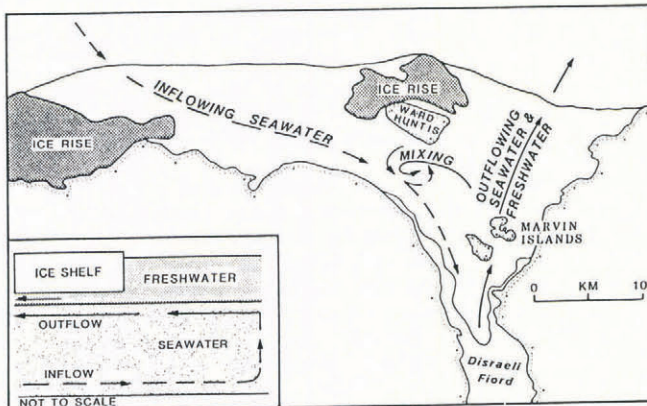 ICE RISE
WARD
HUNT IS
INFLOWING SEAWATER
ICE RISE
MIXING
OUTFLOWING
SEAWATER &
FRESHWATER
MARVIN
ISLANDS
0 KM 10
Disraeli
Fiord
ICE SHELF
FRESHWATER
OUTFLOW
SEAWATER
INFLOW
NOT TO SCALE